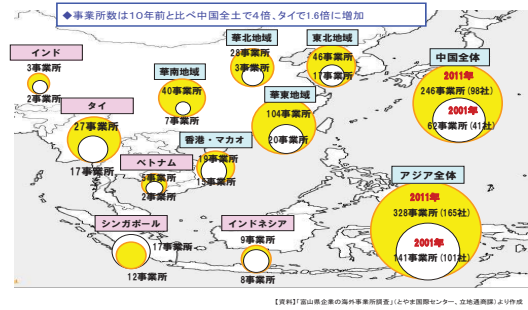 ◆事業所数は10年前と比べ中国全土で4倍、タイで1.6倍に増加
インド
3事業所
2事業所
華南地域
40事業所
7事業所
華北地域
28事業所
3事業所
東北地域
46事業所
17事業所
中国全体
2011年
246事業所(98社)
2001年
62事業所(41社)
タイ
27事業所
17事業所
華東地域
104事業所
20事業所
香港・マカオ
19事業所
15事業所
ベトナム
5事業所
2事業所
アジア全体
2011年
328事業所(165社)
2001年
141事業所(101社)
シンガポール
17事業所
12事業所
インドネシア
9事業所
8事業所
【資料】「富山県企業の海外事業所調査」(とやま国際センター、立地通商課)より作成